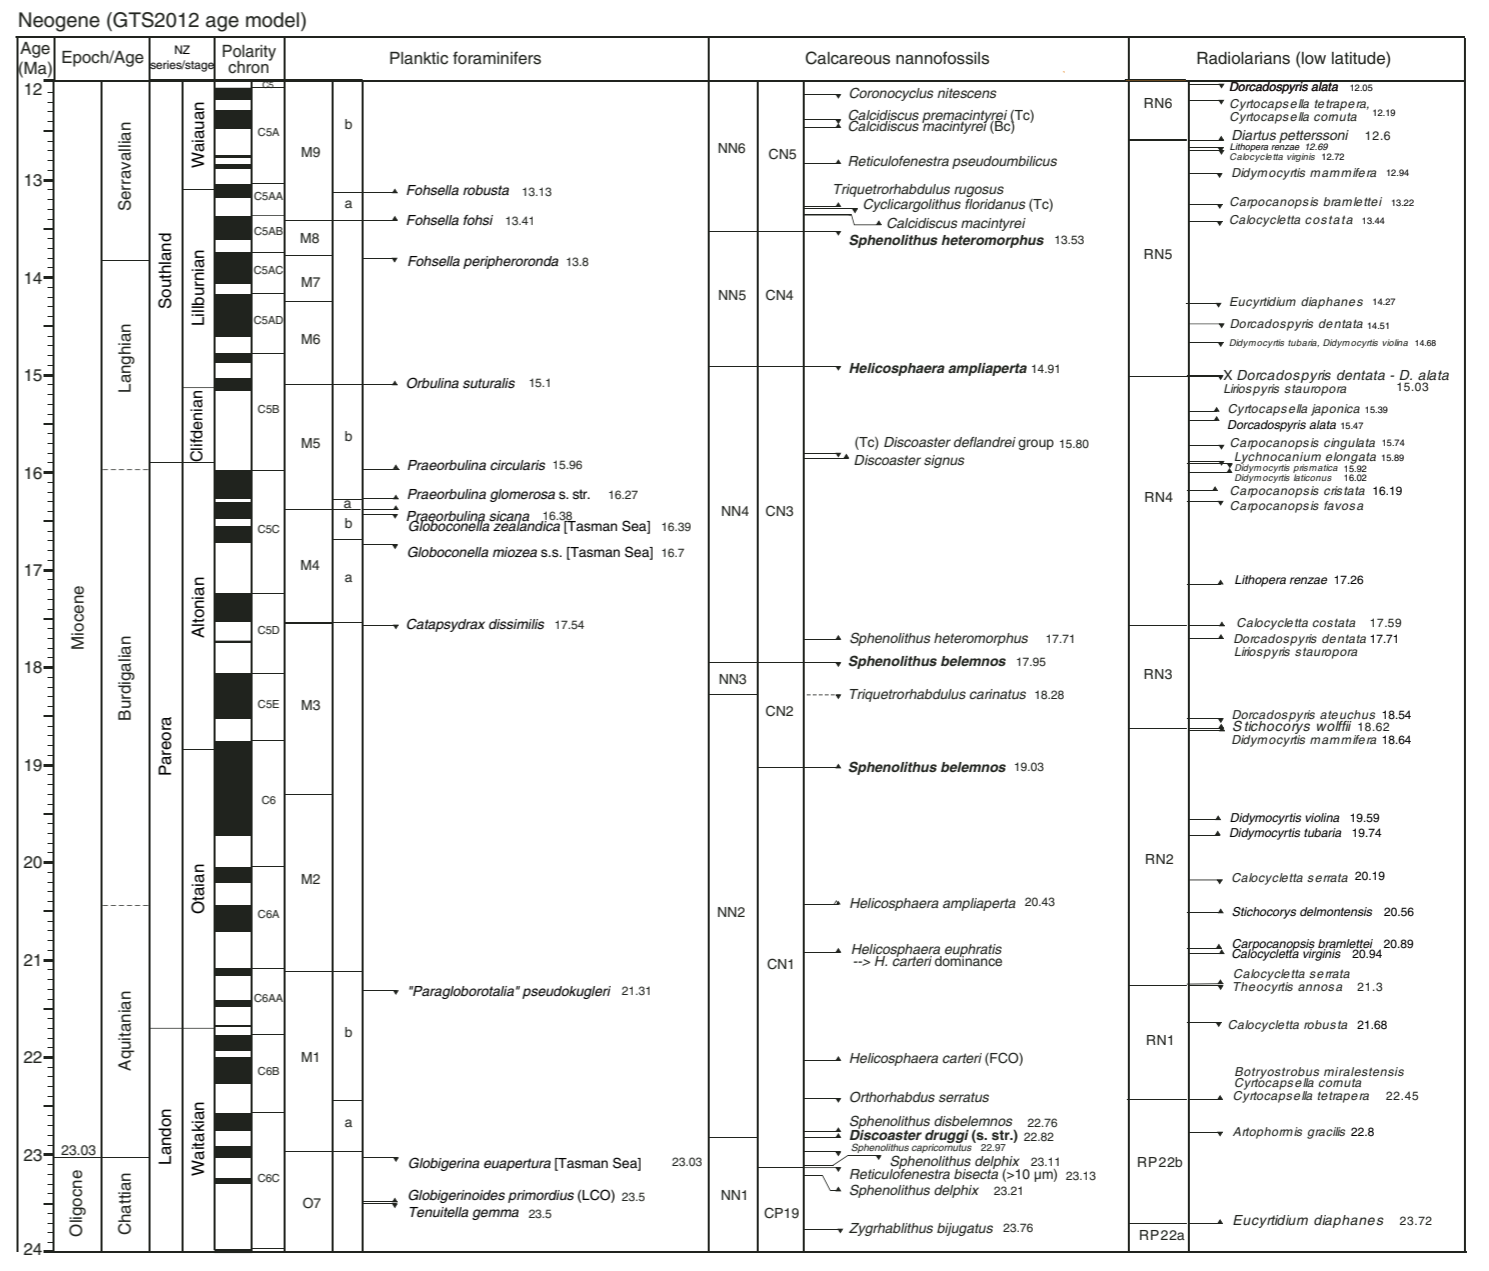 Neogene (GTS2012 age model)
Age
(Ma)
Epoch/Age
NZ
series/stage
Polarity
chron
Planktic foraminifers
Calcareous nannofossils
Radiolarians (low latitude)
12
13
14
15
16
17
18
19
20
21
22
23
24
Miocene
23.03
Oligocne
Serravallian
Langhian
Burdigalian
Aquitanian
Chattian
Southland
Pareora
Landon
Waiauan
Lillburnian
Clifdenian
Altonian
Otaian
Waitakian
C5
C5A
C5AA
C5AB
C5AC
C5AD
C5B
C5C
C5D
C5E
C6
C6A
C6AA
C6B
C6C
M9
M8
M7
M6
M5
M4
M3
M2
M1
O7
b
a
b
a
b
a
b
a
Fohsella robusta 13.13
Fohsella fohsi 13.41
Fohsella peripheroronda 13.8
Orbulina suturalis 15.1
Praeorbulina circularis 15.96
Praeorbulina glomerosa s. str. 16.27
Praeorbulina sicana 16.38
Globoconella zealandica [Tasman Sea] 16.39
Globoconella miozea s.s. [Tasman Sea] 16.7
Catapsydrax dissimilis 17.54
"Paragloborotalia" pseudokugleri 21.31
Globigerina euapertura [Tasman Sea] 23.03
Globigerinoides primordius (LCO) 23.5
Tenuitella gemma 23.5
NN6
NN5
NN4
NN3
NN2
NN1
CN5
CN4
CN3
CN2
CN1
CP19
Coronocyclus nitescens
Calcidiscus premacintyrei (Tc)
Calcidiscus macintyrei (Bc)
Reticulofenestra pseudoumbilicus
Triquetrorhabdulus rugosus
Cyclicargolithus floridanus (Tc)
Calcidiscus macintyrei
Sphenolithus heteromorphus 13.53
Helicosphaera ampliaperta 14.91
(Tc) Discoaster deflandrei group 15.80
Discoaster signus
Sphenolithus heteromorphus 17.71
Sphenolithus belemnos 17.95
Triquetrorhabdulus carinatus 18.28
Sphenolithus belemnos 19.03
Helicosphaera ampliaperta 20.43
Helicosphaera euphratis
--> H. carteri dominance
Helicosphaera carteri (FCO)
Orthorhabdus serratus
Sphenolithus disbelemnos 22.76
Discoaster druggi (s. str.) 22.82
Sphenolithus capricornutus 22.97
Sphenolithus delphix 23.11
Reticulofenestra bisecta (>10 µm) 23.13
Sphenolithus delphix 23.21
Zygrhablithus bijugatus 23.76
RN6
RN5
RN4
RN3
RN2
RN1
RP22b
RP22a
Dorcadospyris alata 12.05
Cyrtocapsella tetrapera,
Cyrtocapsella cornuta 12.19
Diartus petterssoni 12.6
Lithopera renzae 12.69
Calocycletta virginis 12.72
Didymocyrtis mammifera 12.94
Carpocanopsis bramlettei 13.22
Calocycletta costata 13.44
Eucyrtidium diaphanes 14.27
Dorcadospyris dentata 14.51
Didymocyrtis tubaria, Didymocyrtis violina 14.68
X Dorcadospyris dentata - D. alata
Liriospyris stauropora 15.03
Cyrtocapsella japonica 15.39
Dorcadospyris alata 15.47
Carpocanopsis cingulata 15.74
Lychnocanium elongata 15.89
Didymocyrtis prismatica 15.92
Didymocyrtis laticonus 16.02
Carpocanopsis cristata 16.19
Carpocanopsis favosa
Lithopera renzae 17.26
Calocycletta costata 17.59
Dorcadospyris dentata 17.71
Liriospyris stauropora
Dorcadospyris ateuchus 18.54
Stichocorys wolffii 18.62
Didymocyrtis mammifera 18.64
Didymocyrtis violina 19.59
Didymocyrtis tubaria 19.74
Calocycletta serrata 20.19
Stichocorys delmontensis 20.56
Carpocanopsis bramlettei 20.89
Calocycletta virginis 20.94
Calocycletta serrata
Theocyrtis annosa 21.3
Calocycletta robusta 21.68
Botryostrobus miralestensis
Cyrtocapsella cornuta
Cyrtocapsella tetrapera 22.45
Artophormis gracilis 22.8
Eucyrtidium diaphanes 23.72